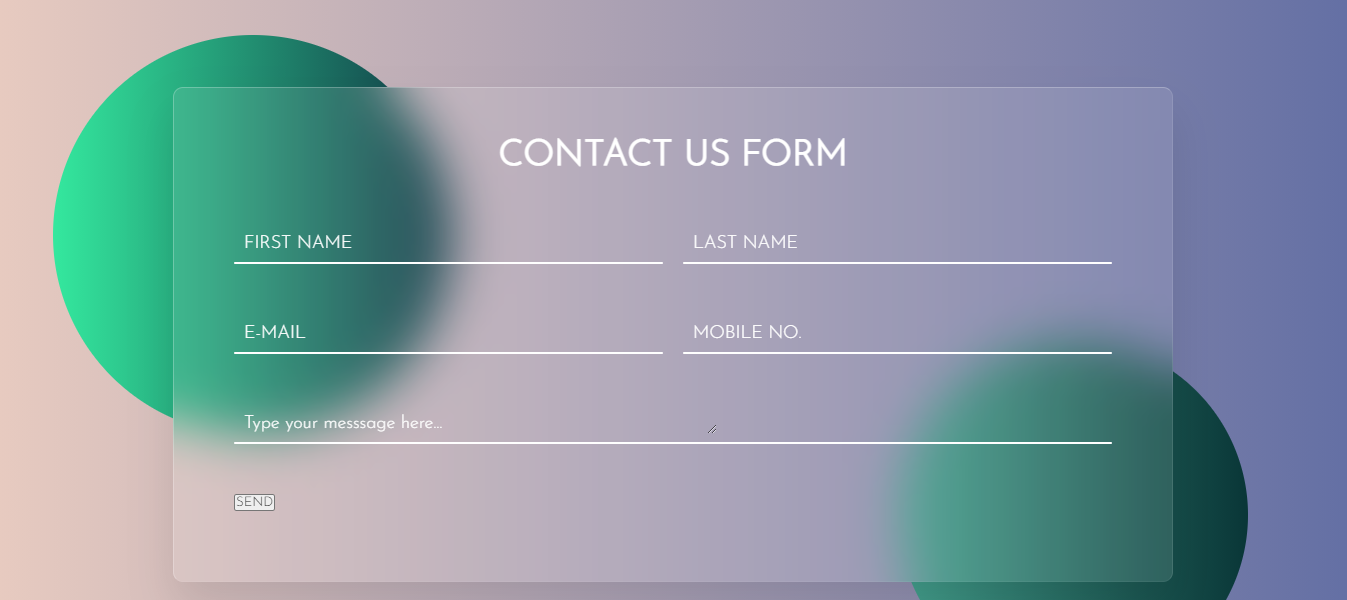 CONTACT US FORM
FIRST NAME
LAST NAME
E-MAIL
MOBILE NO.
Type your messsage here...
SEND